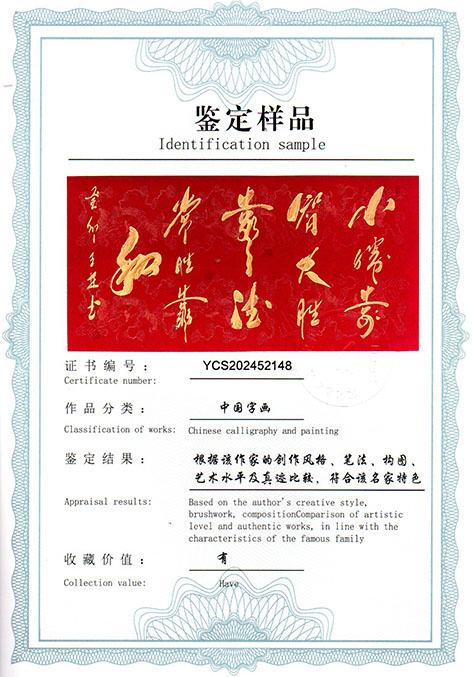 鉴定样品
Identification sample
小胜靠
智大胜
靠德
常胜靠
和
癸卯
证书编号：
YCS202452148
Certificate number:
作品分类：
中国字画
Classification of works:
Chinese calligraphy and painting
鉴定结果：
根据该作家的创作风格、笔法、构图、
艺术水平及真迹比较，符合该名家特色
Appraisal results:
Based on the author's creative style,
brushwork, compositionComparison of artistic
level and authentic works, in line with the
characteristics of the famous family
收藏价值：
有
Collection value:
Have